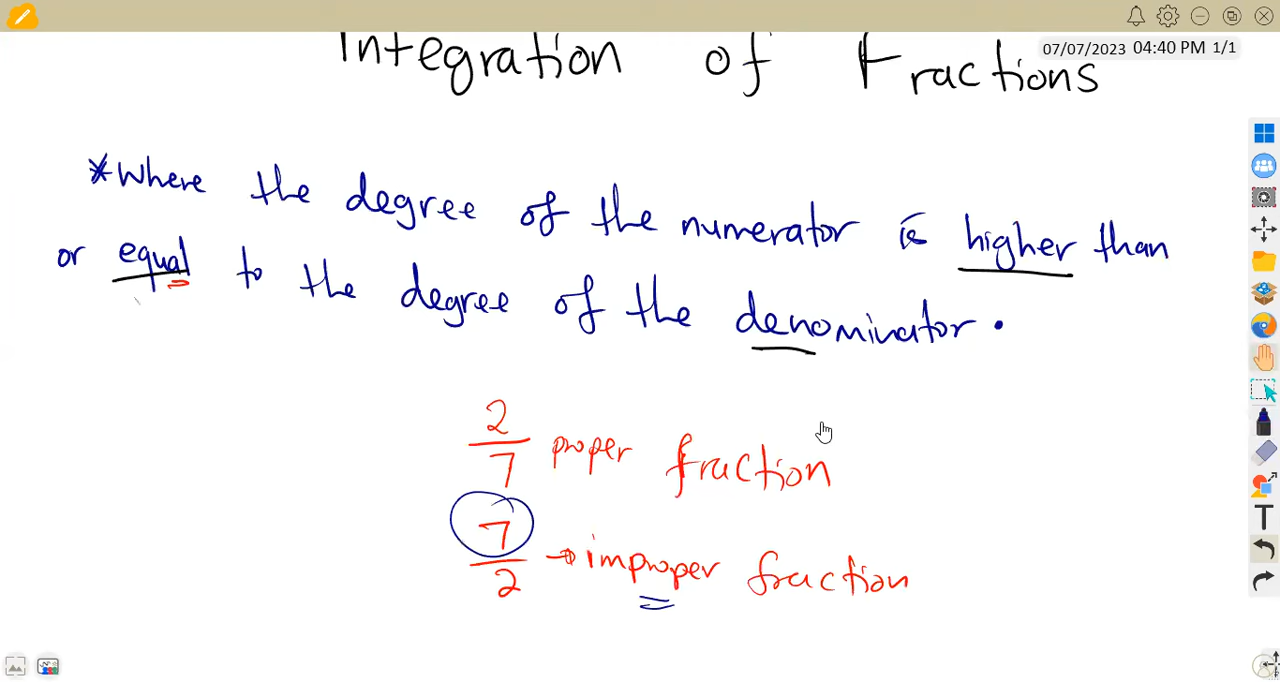 07/07/2023 04:40 PM 1/1
Integration of Fractions
*Where the degree of the numerator is higher than
or equal to the degree of the denominator.
2
7
proper fraction
7
2
→ improper fraction
T